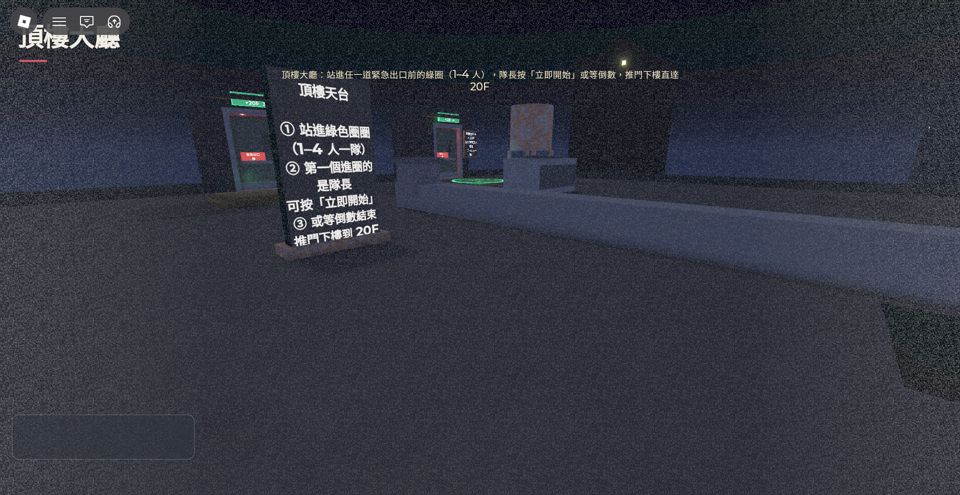 頂樓大廳
頂樓大廳：站進任一道緊急出口前的綠圈（1–4 人），隊長按「立即開始」或等倒數，推門下樓直達
20F
頂樓天台
① 站進綠色圈圈
（1–4 人一隊）
② 第一個進圈的
是隊長
可按「立即開始」
③ 或等倒數結束
推門下樓到 20F